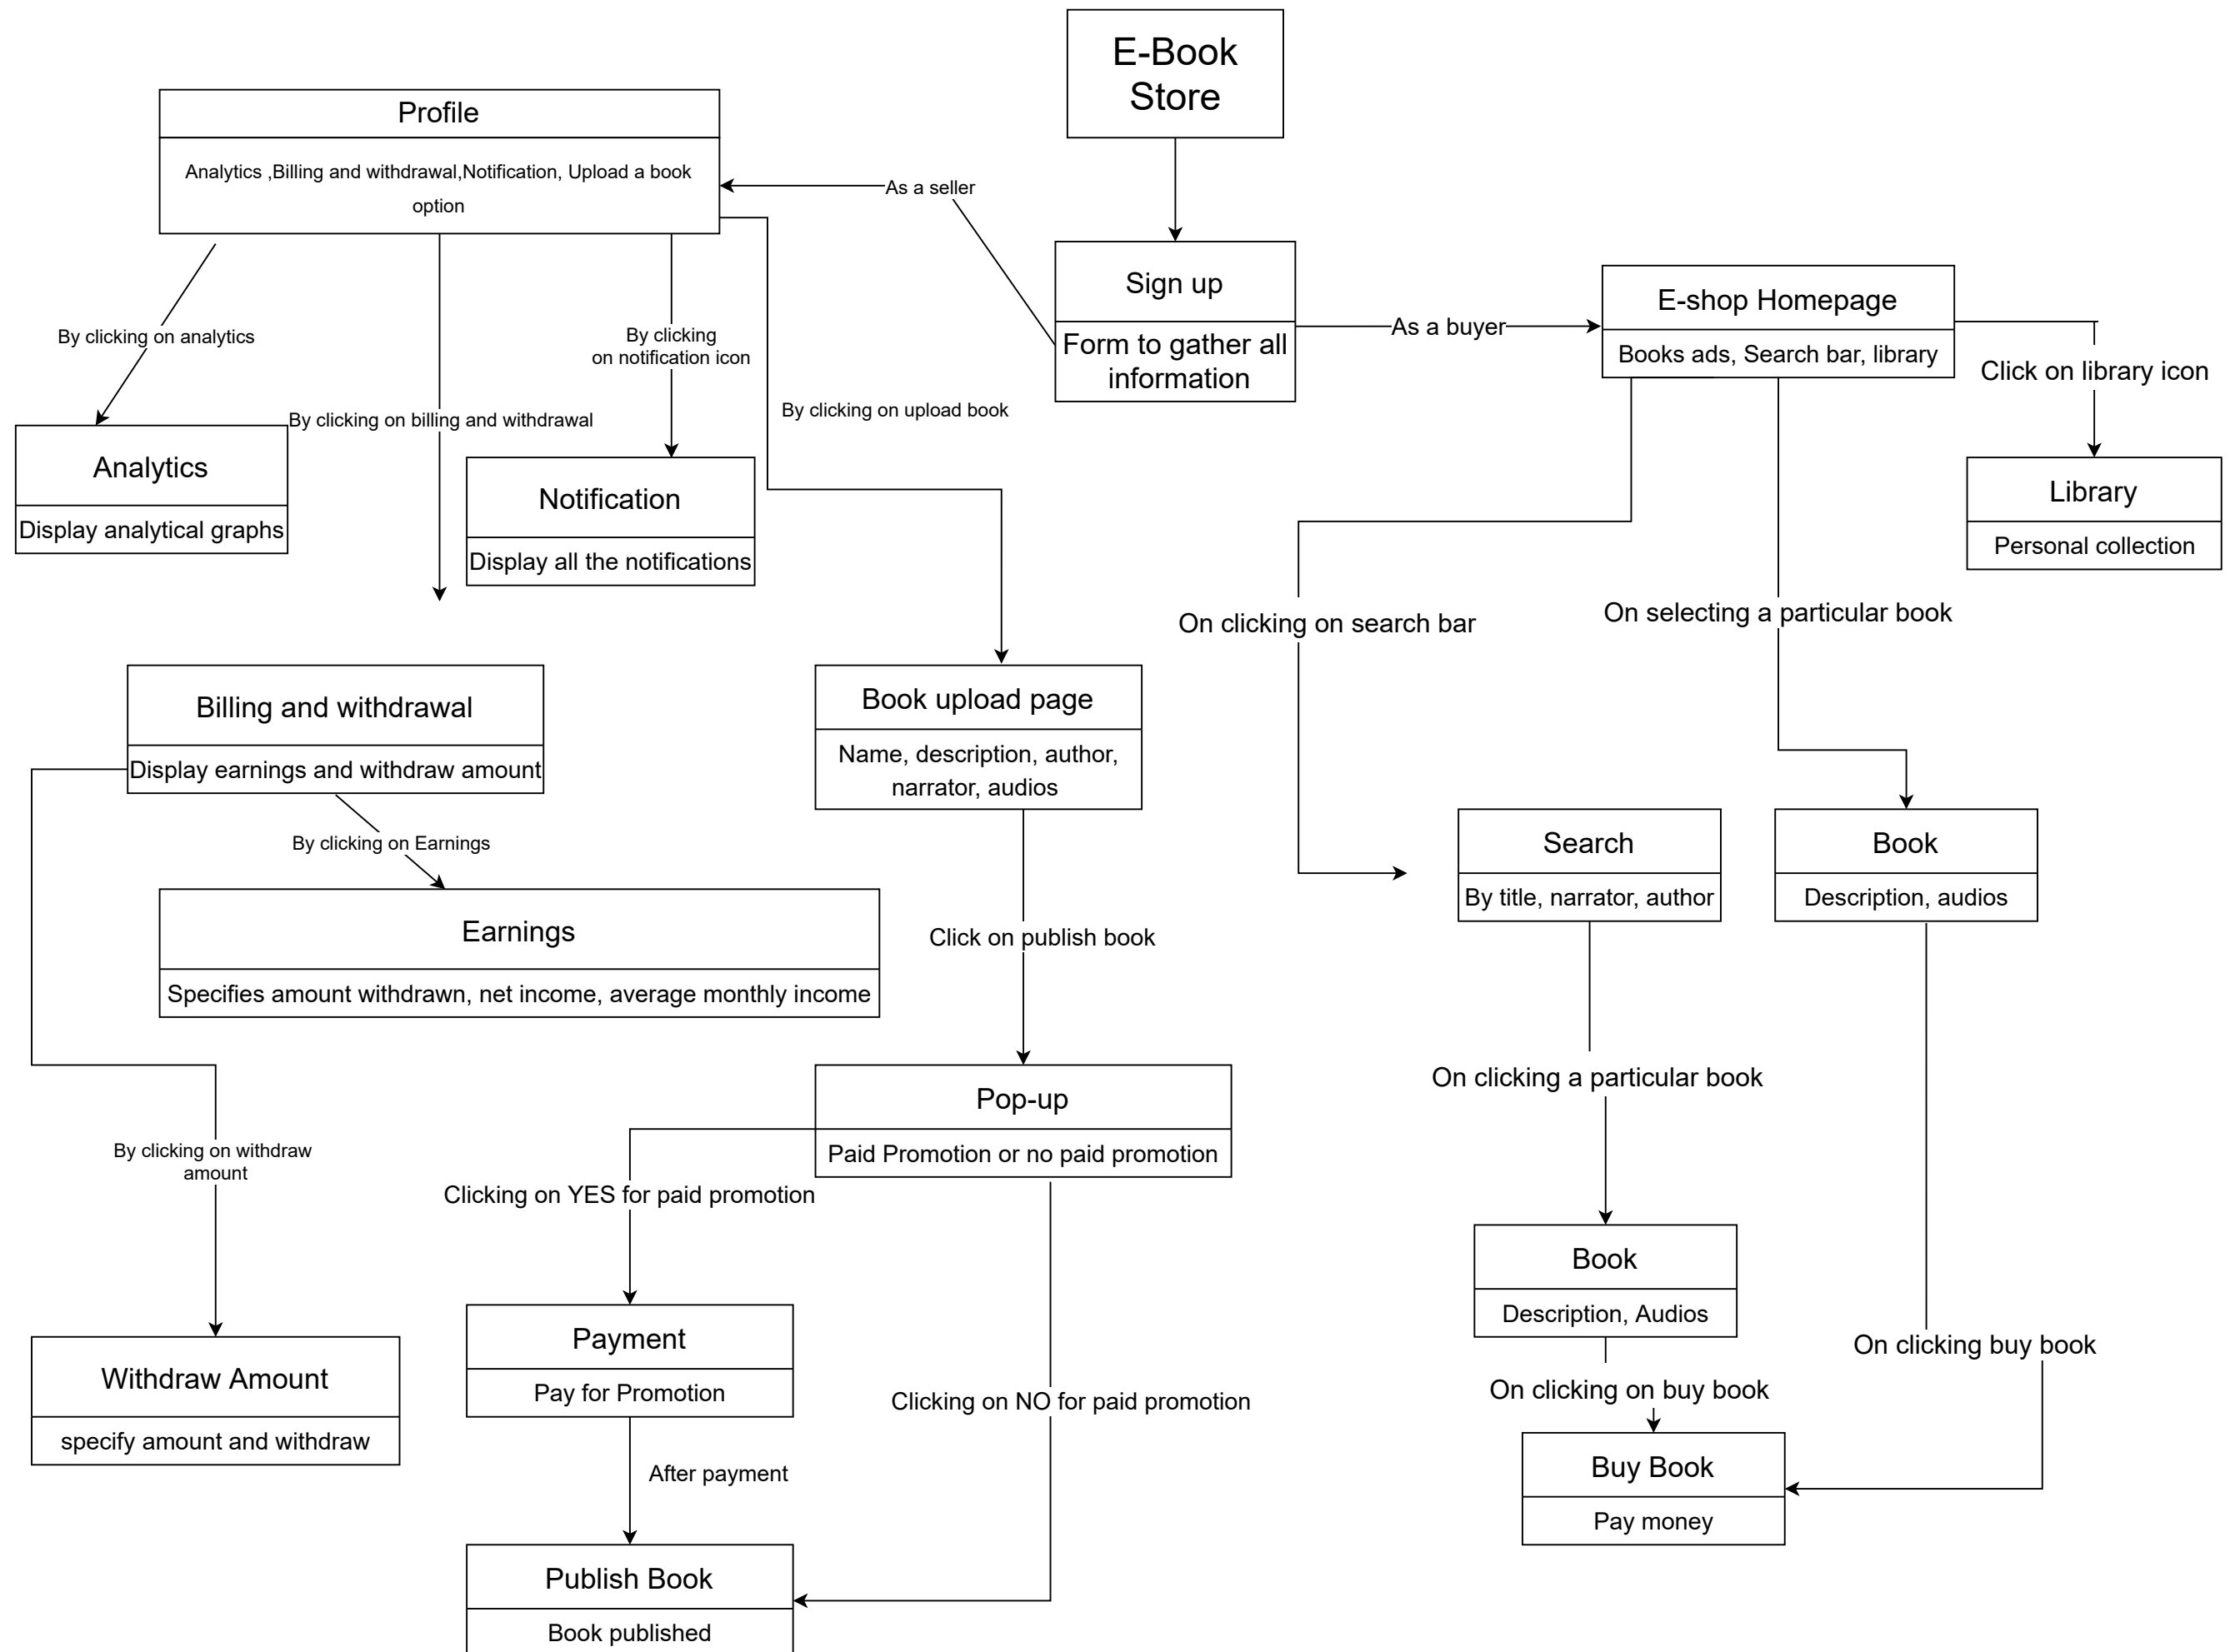 E-Book
Store
Profile
Analytics ,Billing and withdrawal,Notification, Upload a book
option
As a seller
Sign up
Form to gather all
information
As a buyer
E-shop Homepage
Books ads, Search bar, library
Click on library icon
By clicking on analytics
By clicking
on notification icon
By clicking on billing and withdrawal
By clicking on upload book
Analytics
Display analytical graphs
Notification
Display all the notifications
Library
Personal collection
On clicking on search bar
On selecting a particular book
Billing and withdrawal
Display earnings and withdraw amount
Book upload page
Name, description, author,
narrator, audios
By clicking on Earnings
Search
By title, narrator, author
Book
Description, audios
Earnings
Specifies amount withdrawn, net income, average monthly income
Click on publish book
On clicking a particular book
Pop-up
Paid Promotion or no paid promotion
By clicking on withdraw
amount
Clicking on YES for paid promotion
Book
Description, Audios
Payment
Pay for Promotion
Withdraw Amount
specify amount and withdraw
Clicking on NO for paid promotion
On clicking buy book
On clicking on buy book
After payment
Buy Book
Pay money
Publish Book
Book published